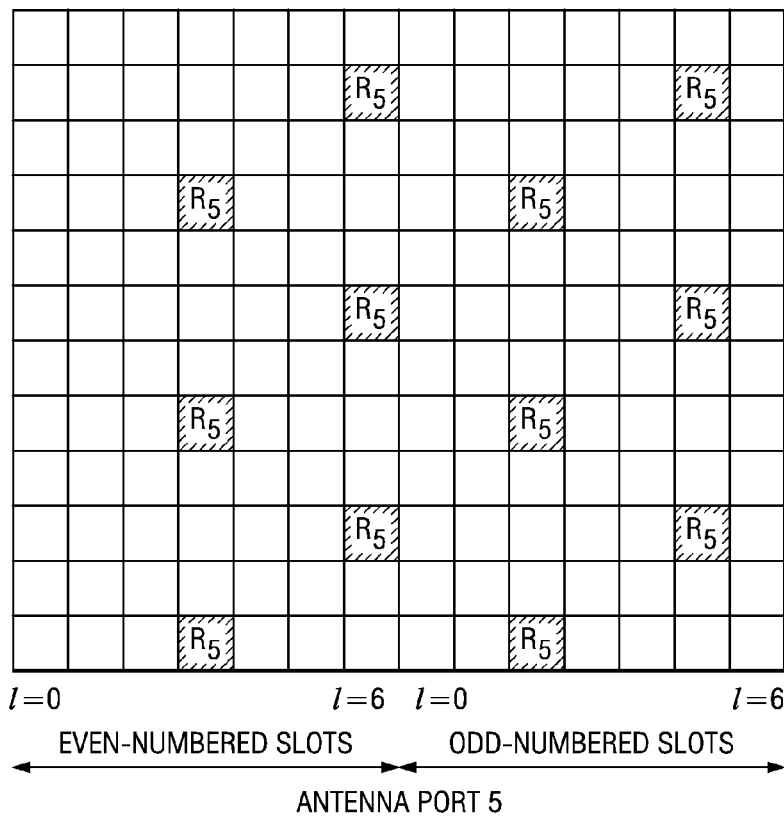 R5 R5
R5 R5
R5 R5
R5 R5
R5 R5
R5 R5
l=0 l=6 l=0 l=6
EVEN-NUMBERED SLOTS ODD-NUMBERED SLOTS
ANTENNA PORT 5